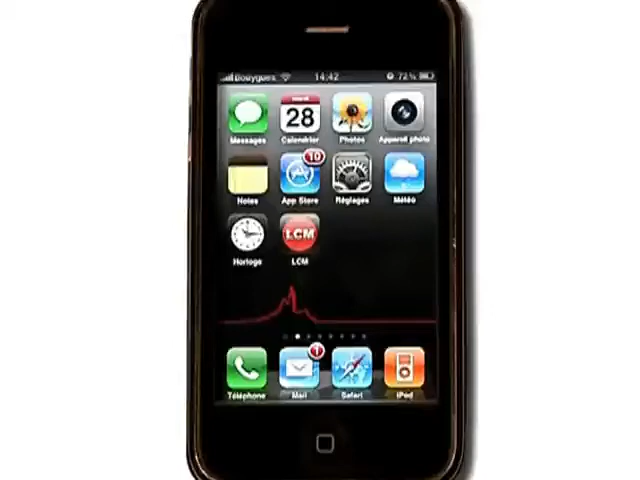 Bouygues 14:42 72 %
28
Messages Calendrier Photos Appareil photo
10
Notes App Store Réglages Météo
LCM
Horloge LCM
1
Téléphone Mail Safari iPod